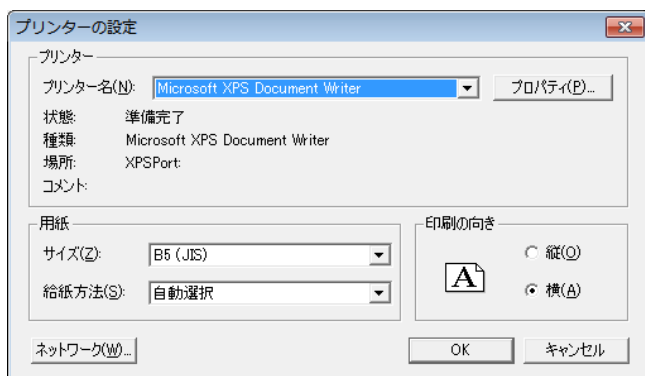 プリンターの設定
プリンター
プリンター名(N): Microsoft XPS Document Writer プロパティ(P)...
状態: 準備完了
種類: Microsoft XPS Document Writer
場所: XPSPort:
コメント:
用紙
サイズ(Z): B5 (JIS)
給紙方法(S): 自動選択
印刷の向き
A
縦(O)
横(A)
ネットワーク(W)... OK キャンセル